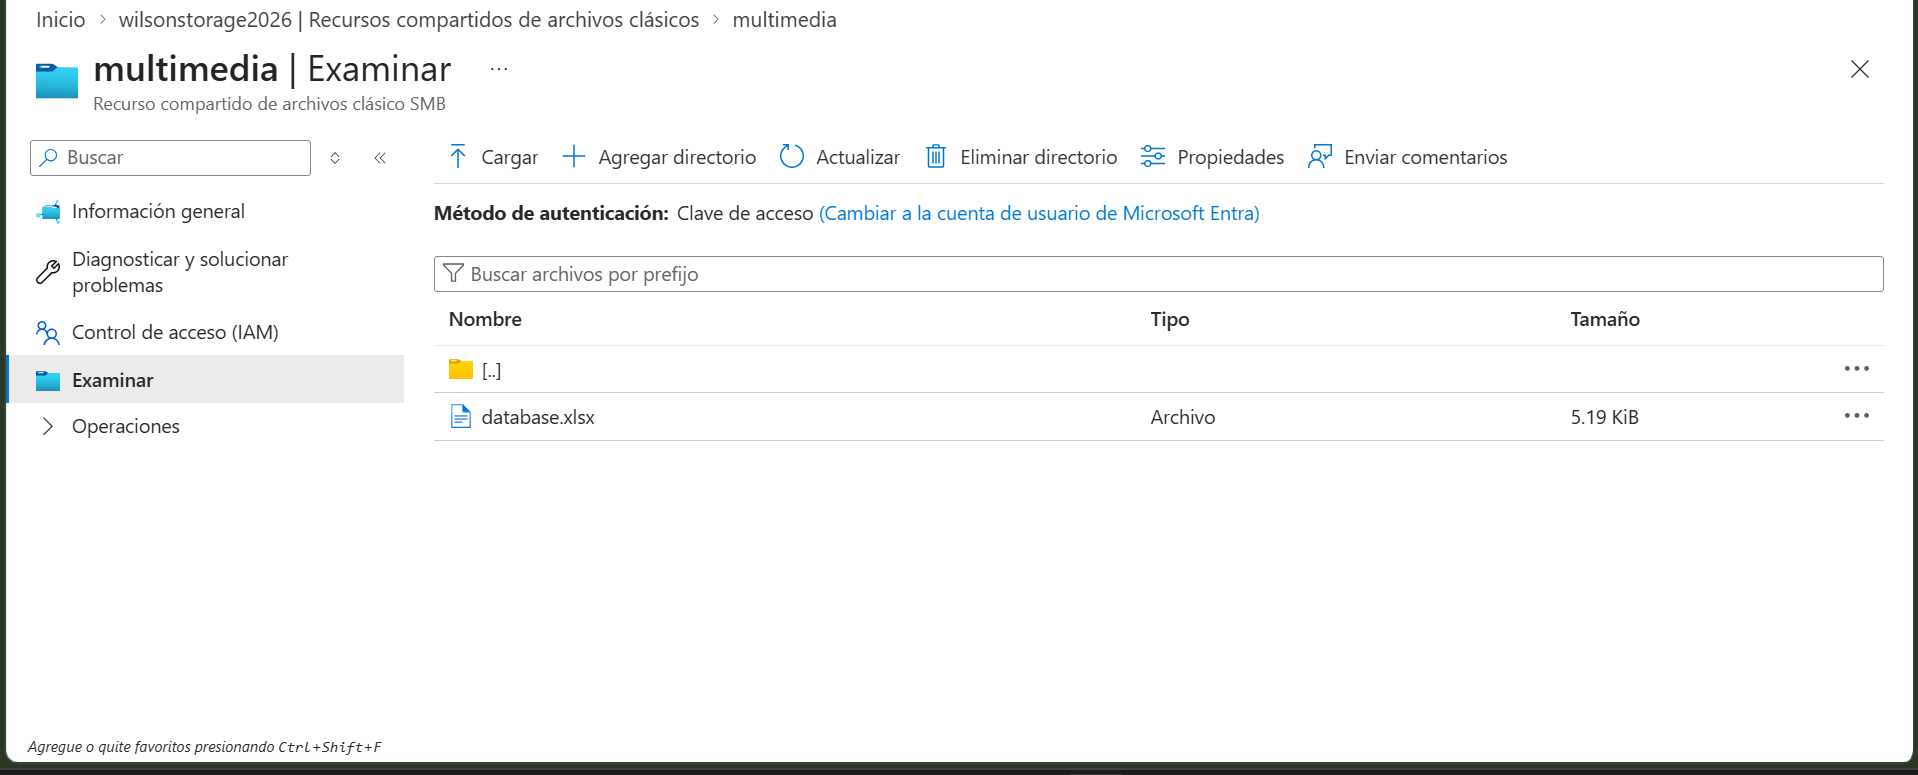 Inicio > wilsonstorage2026 | Recursos compartidos de archivos clásicos > multimedia
multimedia | Examinar ...
Recurso compartido de archivos clásico SMB
Buscar
Cargar Agregar directorio Actualizar Eliminar directorio Propiedades Enviar comentarios
Información general
Diagnosticar y solucionar
problemas
Control de acceso (IAM)
Examinar
Operaciones
Método de autenticación: Clave de acceso (Cambiar a la cuenta de usuario de Microsoft Entra)
Buscar archivos por prefijo
Nombre Tipo Tamaño
[..]
database.xlsx Archivo 5.19 KiB
Agregue o quite favoritos presionando Ctrl+Shift+F